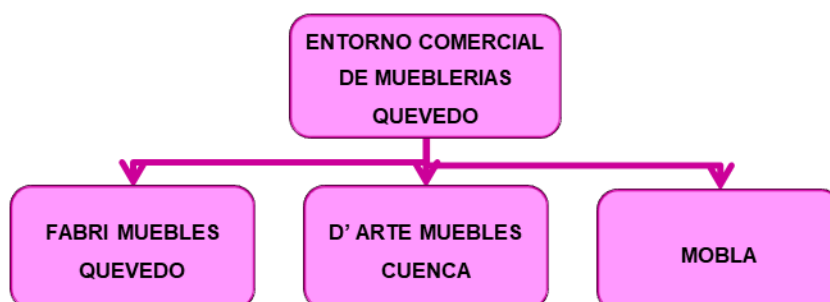 ENTORNO COMERCIAL
DE MUEBLERIAS
QUEVEDO
FABRI MUEBLES
QUEVEDO
D’ ARTE MUEBLES
CUENCA
MOBLA